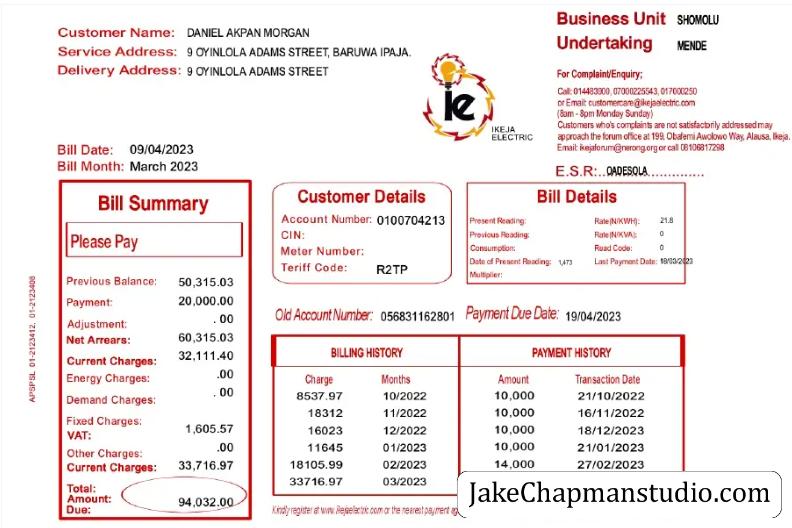 Customer Name: DANIEL AKPAN MORGAN
Service Address: 9 OYINLOLA ADAMS STREET, BARUWA IPAJA.
Delivery Address: 9 OYINLOLA ADAMS STREET
ie
IKEJA
ELECTRIC
Business Unit SHOMOLU
Undertaking MENDE
For Complaint/Enquiry;
Call: 014483900, 07000225543, 017000250
or Email: customercare@ikejaelectric.com
(8am - 8pm Monday Sunday)
Customers who's complaints are not satisfactorily addressed may
approach the forum office at 199, Obafemi Awolowo Way, Alausa, Ikeja.
Email: ikejaforum@nerong.org or call 08106817298
E.S.R:..OADESOLA..............
Bill Date: 09/04/2023
Bill Month: March 2023
Bill Summary
Please Pay
Previous Balance: 50,315.03
Payment: 20,000.00
Adjustment: .00
Net Arrears: 60,315.03
Current Charges: 32,111.40
Energy Charges: .00
Demand Charges: .00
Fixed Charges:
VAT: 1,605.57
Other Charges: .00
Current Charges: 33,716.97
Total:
Amount:
Due: 94,032.00
APSPSL 01-2123412, 01-2123408
Customer Details
Account Number: 0100704213
CIN:
Meter Number:
Teriff Code: R2TP
Bill Details
Present Reading: Rate(N/KWH): 21.8
Previous Reading: Rate(N/KVA): 0
Consumption: Road Code: 0
Date of Present Reading: 1,473 Last Payment Date: 18/03/2023
Multiplier:
Old Account Number: 056831162801 Payment Due Date: 19/04/2023
BILLING HISTORY
Charge Months
8537.97 10/2022
18312 11/2022
16023 12/2022
11645 01/2023
18105.99 02/2023
33716.97 03/2023
PAYMENT HISTORY
Amount Transaction Date
10,000 21/10/2022
10,000 16/11/2022
10,000 18/12/2023
10,000 21/01/2023
14,000 27/02/2023
Kindly register at www.ikejaelectric.com or the nearest payment
JakeChapmanstudio.com